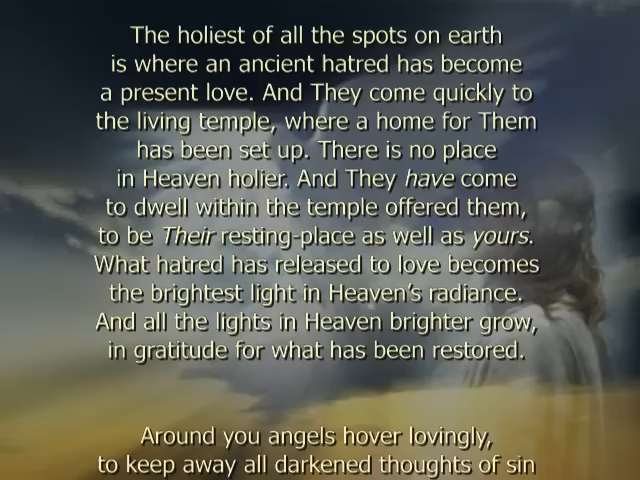 The holiest of all the spots on earth
is where an ancient hatred has become
a present love. And They come quickly to
the living temple, where a home for Them
has been set up. There is no place
in Heaven holier. And They have come
to dwell within the temple offered them,
to be Their resting-place as well as yours.
What hatred has released to love becomes
the brightest light in Heaven's radiance.
And all the lights in Heaven brighter grow,
in gratitude for what has been restored.
Around you angels hover lovingly,
to keep away all darkened thoughts of sin